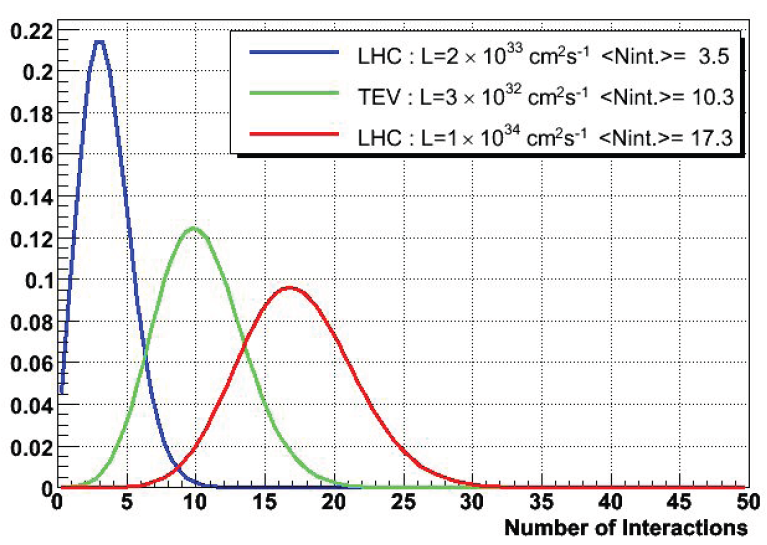 0.22
0.2
0.18
0.16
0.14
0.12
0.1
0.08
0.06
0.04
0.02
0
LHC : L=2 × 10³³ cm²s⁻¹ <Nint.>= 3.5
TEV : L=3 × 10³² cm²s⁻¹ <Nint.>= 10.3
LHC : L=1 × 10³⁴ cm²s⁻¹ <Nint.>= 17.3
0 5 10 15 20 25 30 35 40 45 50
Number of Interactions